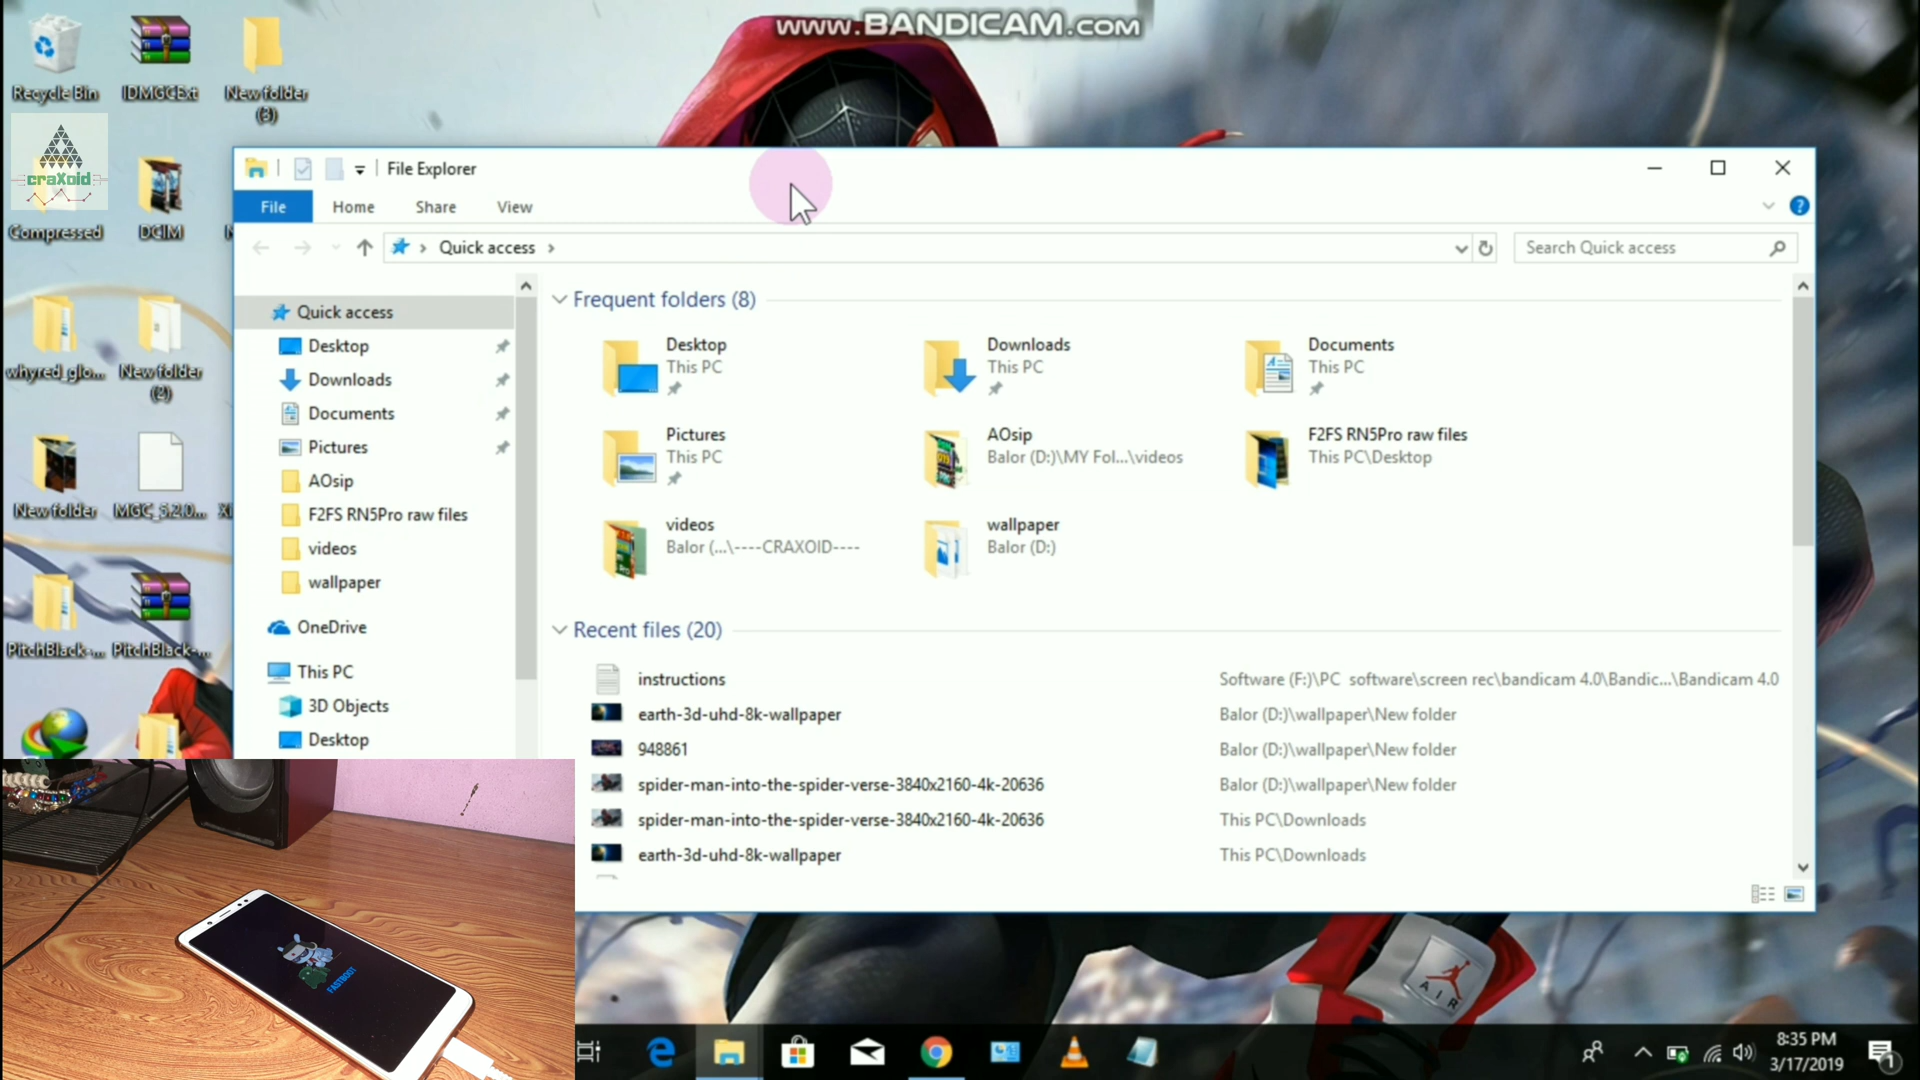 www.BANDICAM.com
Recycle Bin
IDMGCExt
New folder
(3)
craXoid
Compressed
DCIM
whyred_glo...
New folder
(2)
New folder
MGC_5.2.0...
PitchBlack-...
PitchBlack-...
File Explorer
File
Home
Share
View
Quick access
Search Quick access
Quick access
Desktop
Downloads
Documents
Pictures
AOsip
F2FS RN5Pro raw files
videos
wallpaper
OneDrive
This PC
3D Objects
Desktop
Frequent folders (8)
Desktop
This PC
Downloads
This PC
Documents
This PC
Pictures
This PC
AOsip
Balor (D:)\MY Fol...\videos
F2FS RN5Pro raw files
This PC\Desktop
videos
Balor (...\----CRAXOID----
wallpaper
Balor (D:)
Recent files (20)
instructions
Software (F:)\PC software\screen rec\bandicam 4.0\Bandic...\Bandicam 4.0
earth-3d-uhd-8k-wallpaper
Balor (D:)\wallpaper\New folder
948861
Balor (D:)\wallpaper\New folder
spider-man-into-the-spider-verse-3840x2160-4k-20636
Balor (D:)\wallpaper\New folder
spider-man-into-the-spider-verse-3840x2160-4k-20636
This PC\Downloads
earth-3d-uhd-8k-wallpaper
This PC\Downloads
FASTBOOT
AIR
8:35 PM
3/17/2019
1